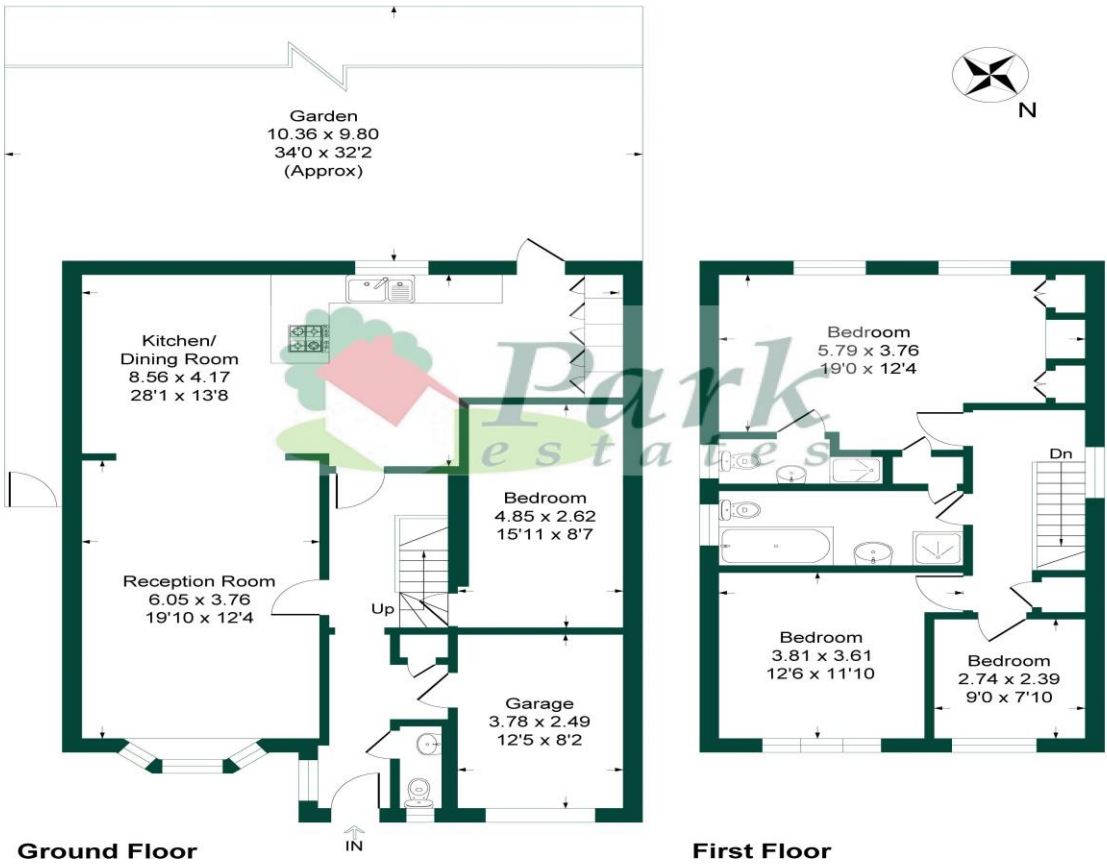 N
Garden
10.36 x 9.80
34'0 x 32'2
(Approx)
Kitchen/
Dining Room
8.56 x 4.17
28'1 x 13'8
Park
estates
Bedroom
4.85 x 2.62
15'11 x 8'7
Reception Room
6.05 x 3.76
19'10 x 12'4
Up
Garage
3.78 x 2.49
12'5 x 8'2
IN
Ground Floor
Bedroom
5.79 x 3.76
19'0 x 12'4
Dn
Bedroom
3.81 x 3.61
12'6 x 11'10
Bedroom
2.74 x 2.39
9'0 x 7'10
First Floor